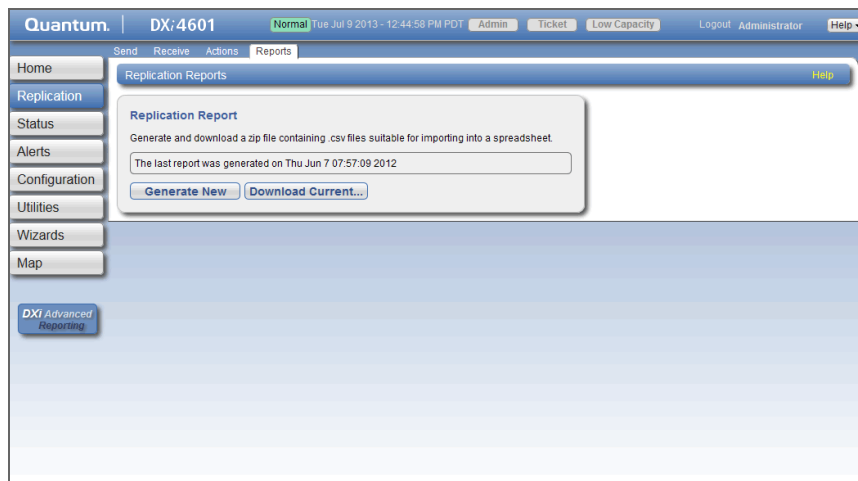 Quantum. DXi4601 Normal Tue Jul 9 2013 - 12:44:58 PM PDT Admin Ticket Low Capacity Logout Administrator Help
Send Receive Actions Reports
Home
Replication
Status
Alerts
Configuration
Utilities
Wizards
Map
DXi Advanced
Reporting
Replication Reports Help
Replication Report
Generate and download a zip file containing .csv files suitable for importing into a spreadsheet.
The last report was generated on Thu Jun 7 07:57:09 2012
Generate New Download Current...